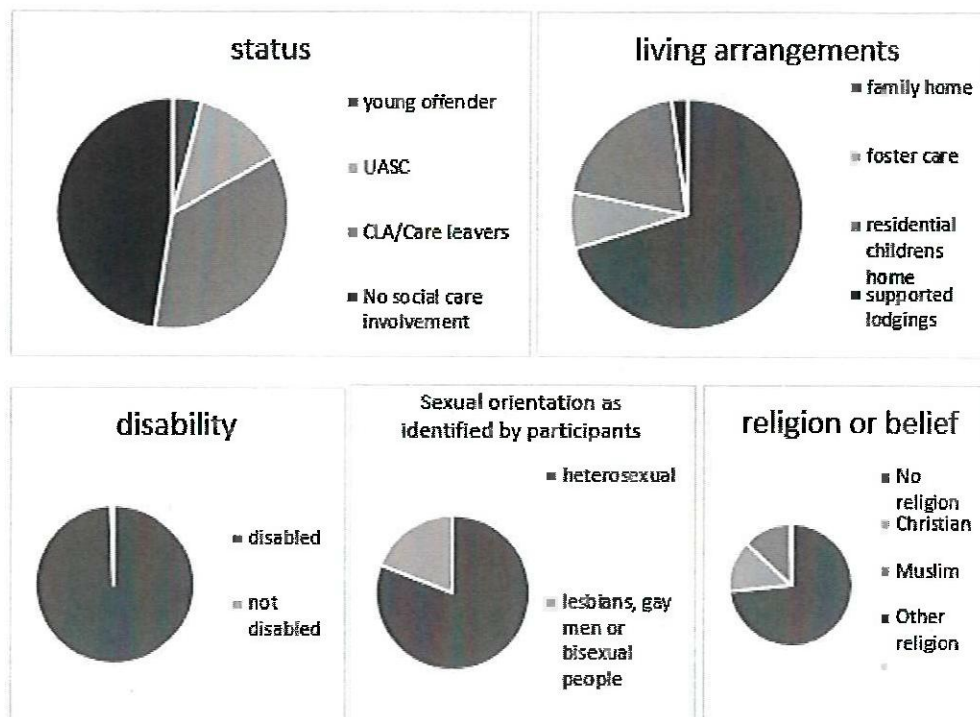 status
young offender
UASC
CLA/Care leavers
No social care
involvement
living arrangements
family home
foster care
residential
childrens
home
supported
lodgings
disability
disabled
not
disabled
Sexual orientation as
identified by participants
heterosexual
lesbians, gay
men or
bisexual
people
religion or belief
No
religion
Christian
Muslim
Other
religion